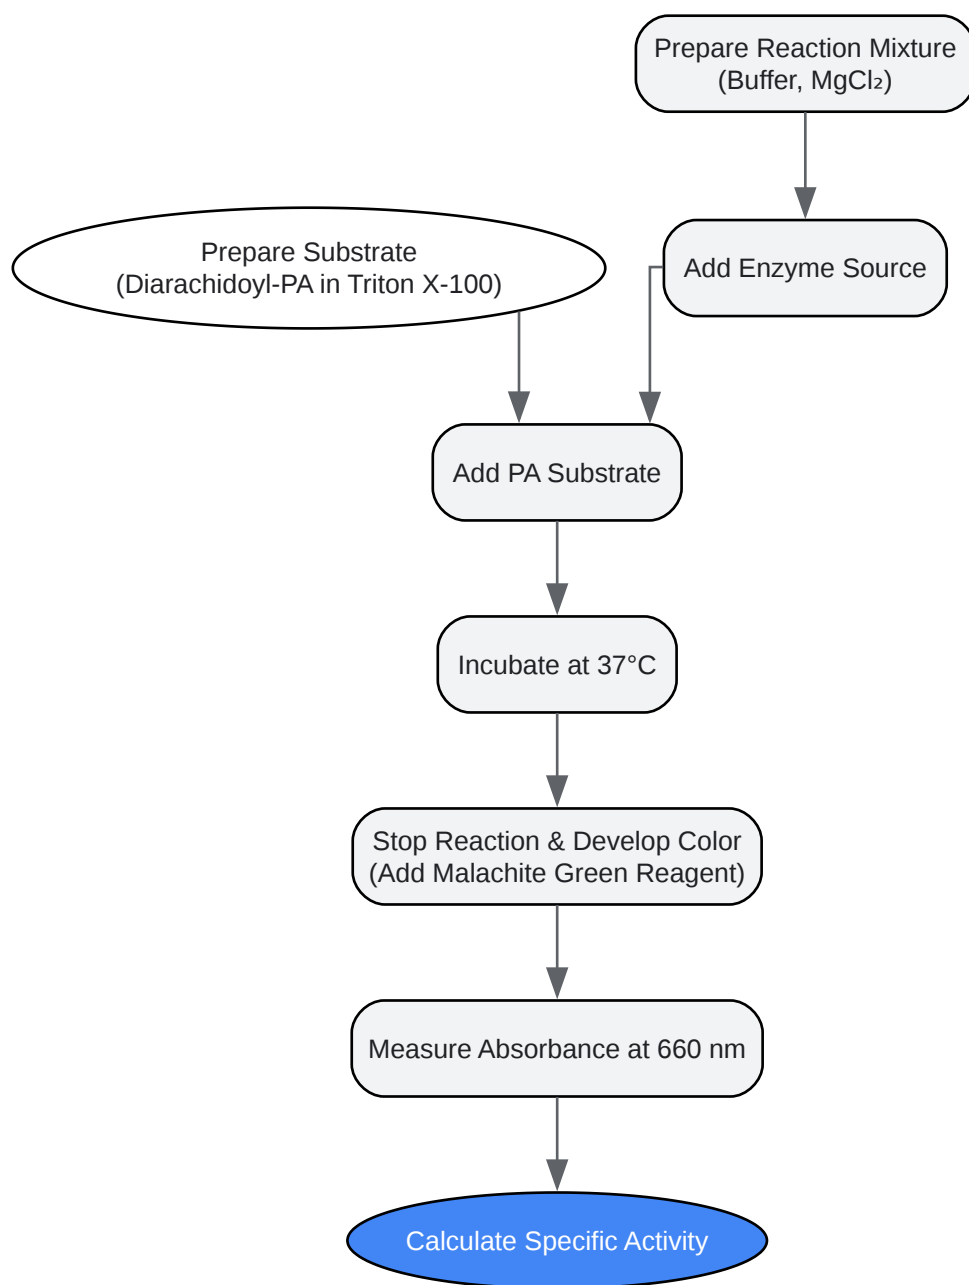 Prepare Reaction Mixture
(Buffer, MgCl₂)
Prepare Substrate
(Diarachidoyl-PA in Triton X-100)
Add Enzyme Source
Add PA Substrate
Incubate at 37°C
Stop Reaction & Develop Color
(Add Malachite Green Reagent)
Measure Absorbance at 660 nm
Calculate Specific Activity